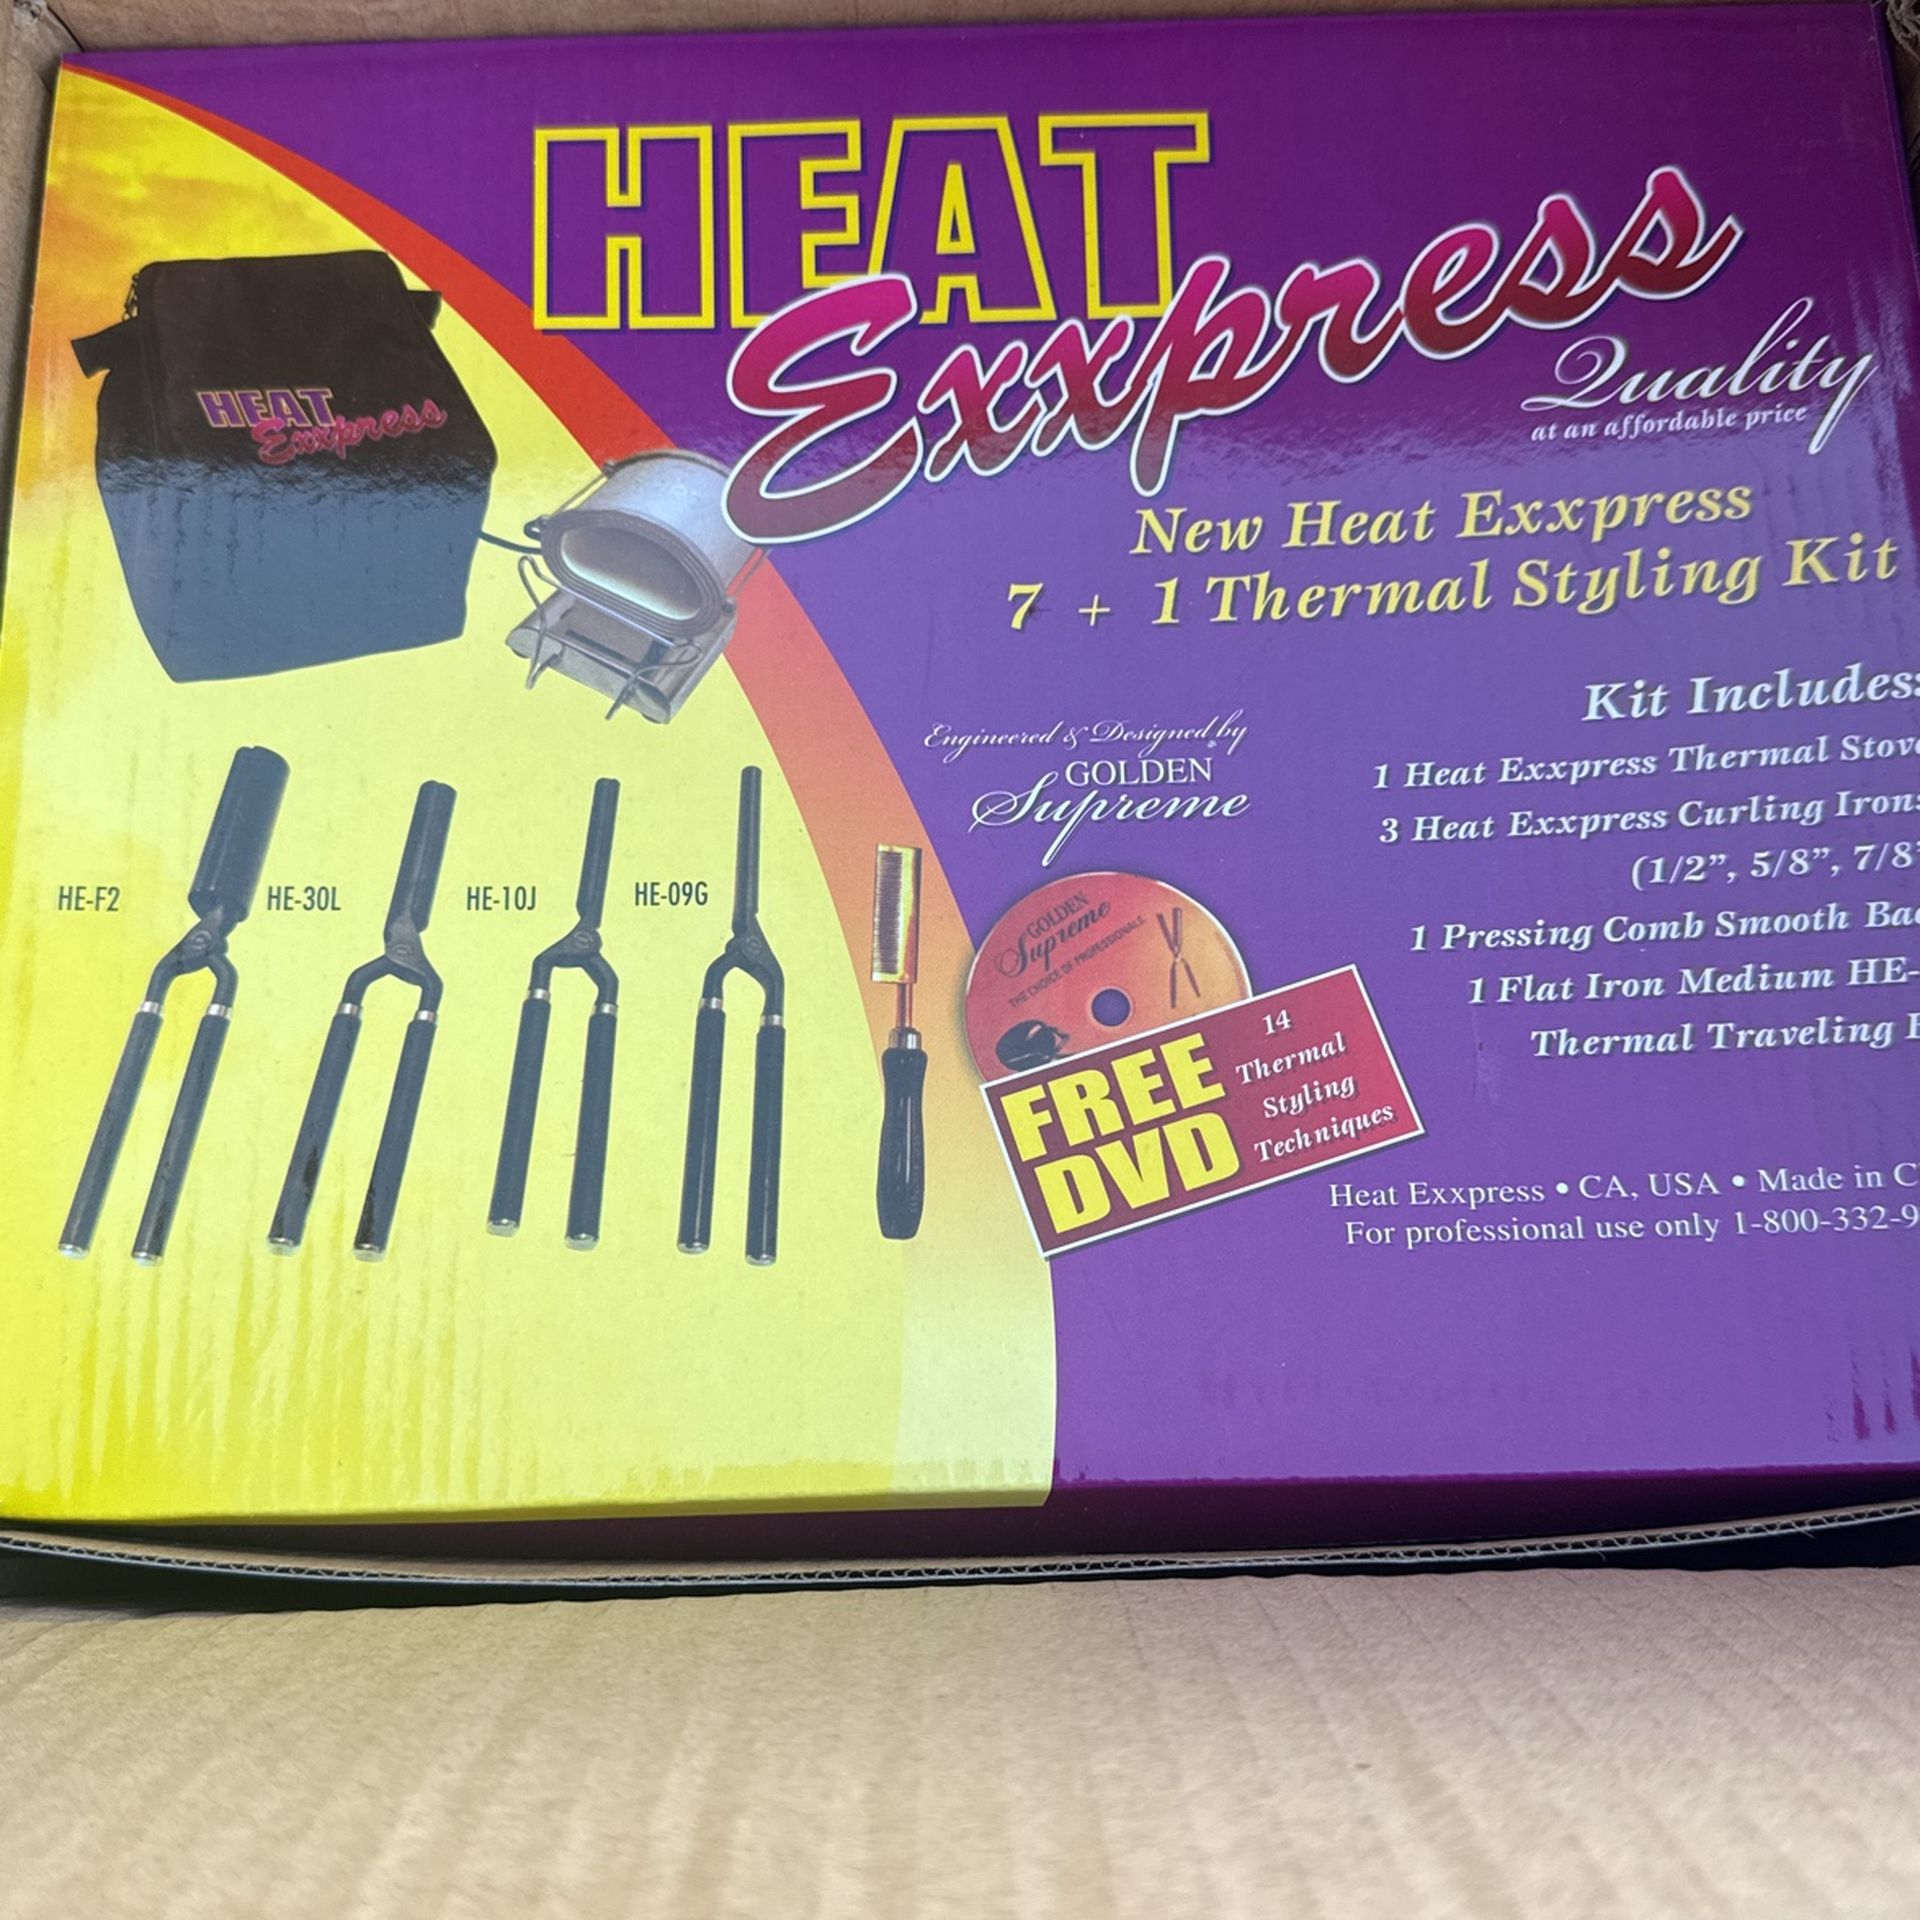 HEAT
Exxpress
Quality
at an affordable price
New Heat Exxpress
7 + 1 Thermal Styling Kit
HEAT
Exxpress
Kit Includes:
1 Heat Exxpress Thermal Stove
3 Heat Exxpress Curling Irons
(1/2”, 5/8”, 7/8”
1 Pressing Comb Smooth Bac
1 Flat Iron Medium HE-
Thermal Traveling
Engineered & Designed by
GOLDEN
Supreme
HE-F2
HE-30L
HE-10J
HE-09G
GOLDEN
Supreme
THE CHOICE OF PROFESSIONALS
FREE
DVD
14
Thermal
Styling
Techniques
Heat Exxpress • CA, USA • Made in C
For professional use only 1-800-332-9